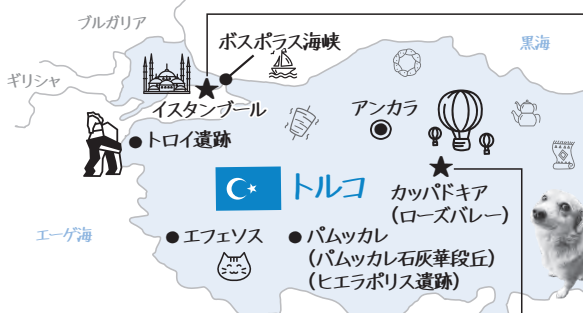 ブルガリア
ボスポラス海峡
黒海
ギリシャ
イスタンブール
アンカラ
トロイ遺跡
トルコ
カッパドキア
（ローズバレー）
エーゲ海
エフェソス
パムッカレ
（パムッカレ石灰華段丘）
（ヒエラポリス遺跡）